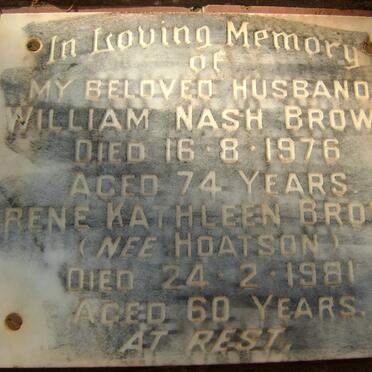 In Loving Memory
of
MY BELOVED HUSBAND
WILLIAM NASH BROW
DIED 16·8·1976
AGED 74 YEARS.
RENE KATHLEEN BRO
(NEE HOATSON)
DIED 24·2·1981
AGED 60 YEARS.
AT REST.